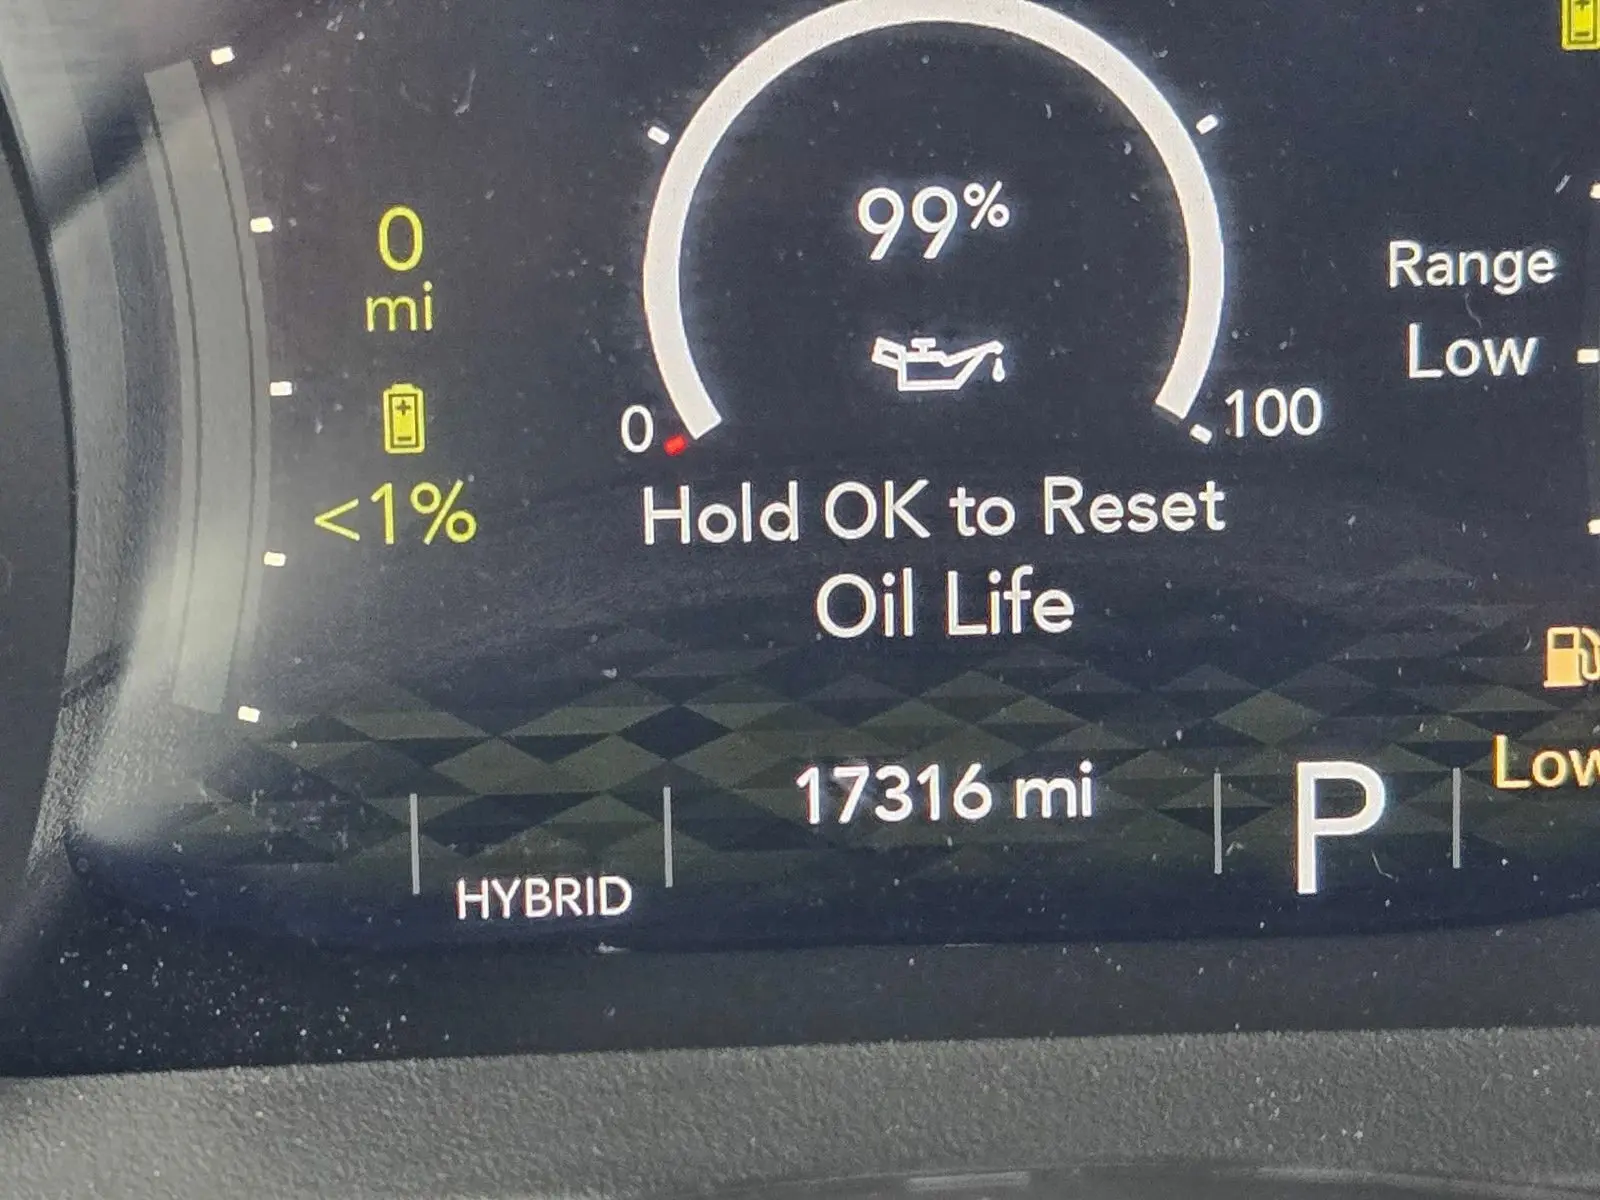 0
mi
<1%
99%
0
100
Hold OK to Reset
Oil Life
Range
Low
17316 mi
HYBRID
P
Low